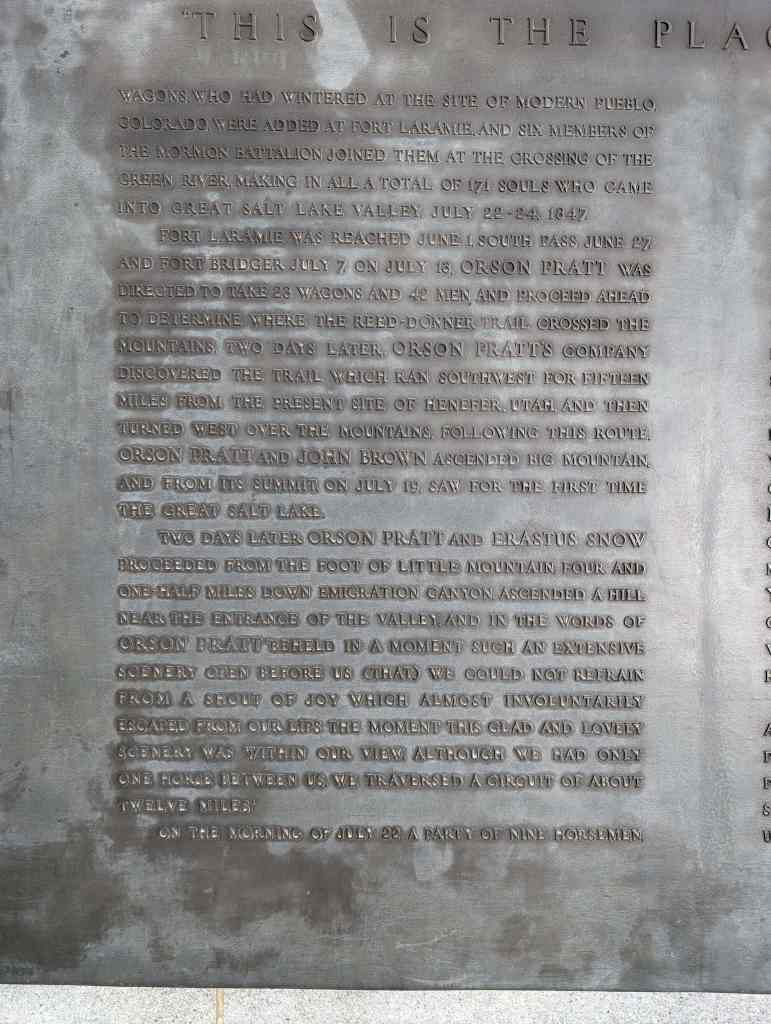 "THIS IS THE PLAC
WAGONS, WHO HAD WINTERED AT THE SITE OF MODERN PUEBLO,
COLORADO, WERE ADDED AT FORT LARAMIE, AND SIX MEMBERS OF
THE MORMON BATTALION JOINED THEM AT THE CROSSING OF THE
GREEN RIVER, MAKING IN ALL A TOTAL OF 171 SOULS WHO CAME
INTO GREAT SALT LAKE VALLEY, JULY 22-24, 1847.
FORT LARAMIE WAS REACHED JUNE 1, SOUTH PASS, JUNE 27,
AND FORT BRIDGER JULY 7. ON JULY 13, ORSON PRATT WAS
DIRECTED TO TAKE 23 WAGONS AND 42 MEN, AND PROCEED AHEAD
TO DETERMINE WHERE THE REED-DONNER TRAIL CROSSED THE
MOUNTAINS. TWO DAYS LATER, ORSON PRATT'S COMPANY
DISCOVERED THE TRAIL WHICH RAN SOUTHWEST FOR FIFTEEN
MILES FROM THE PRESENT SITE OF HENEFER, UTAH, AND THEN
TURNED WEST OVER THE MOUNTAINS. FOLLOWING THIS ROUTE,
ORSON PRATT AND JOHN BROWN ASCENDED BIG MOUNTAIN,
AND FROM ITS SUMMIT, ON JULY 19, SAW FOR THE FIRST TIME
THE GREAT SALT LAKE.
TWO DAYS LATER ORSON PRATT AND ERASTUS SNOW
PROCEEDED FROM THE FOOT OF LITTLE MOUNTAIN FOUR AND
ONE-HALF MILES DOWN EMIGRATION CANYON, ASCENDED A HILL
NEAR THE ENTRANCE OF THE VALLEY, AND IN THE WORDS OF
ORSON PRATT "BEHELD IN A MOMENT SUCH AN EXTENSIVE
SCENERY OPEN BEFORE US (THAT) WE COULD NOT REFRAIN
FROM A SHOUT OF JOY WHICH ALMOST INVOLUNTARILY
ESCAPED FROM OUR LIPS THE MOMENT THIS GLAD AND LOVELY
SCENERY WAS WITHIN OUR VIEW. ALTHOUGH WE HAD ONLY
ONE HORSE BETWEEN US, WE TRAVERSED A CIRCUIT OF ABOUT
TWELVE MILES."
ON THE MORNING OF JULY 22 A PARTY OF NINE HORSEMEN,